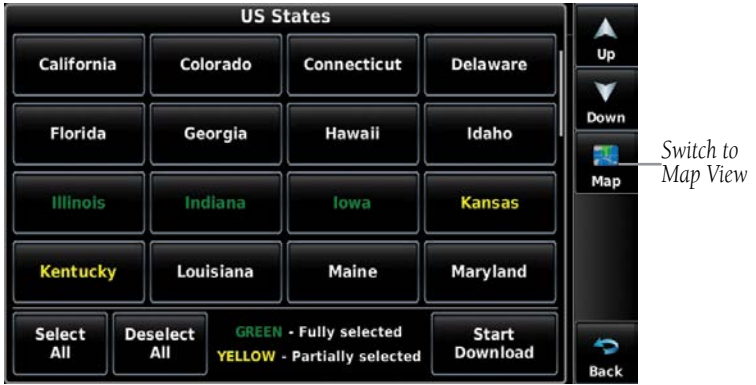 US States
California
Colorado
Connecticut
Delaware
Florida
Georgia
Hawaii
Idaho
Illinois
Indiana
Iowa
Kansas
Kentucky
Louisiana
Maine
Maryland
Select
All
Deselect
All
GREEN - Fully selected
YELLOW - Partially selected
Start
Download
Up
Down
Map
Back
Switch to
Map View